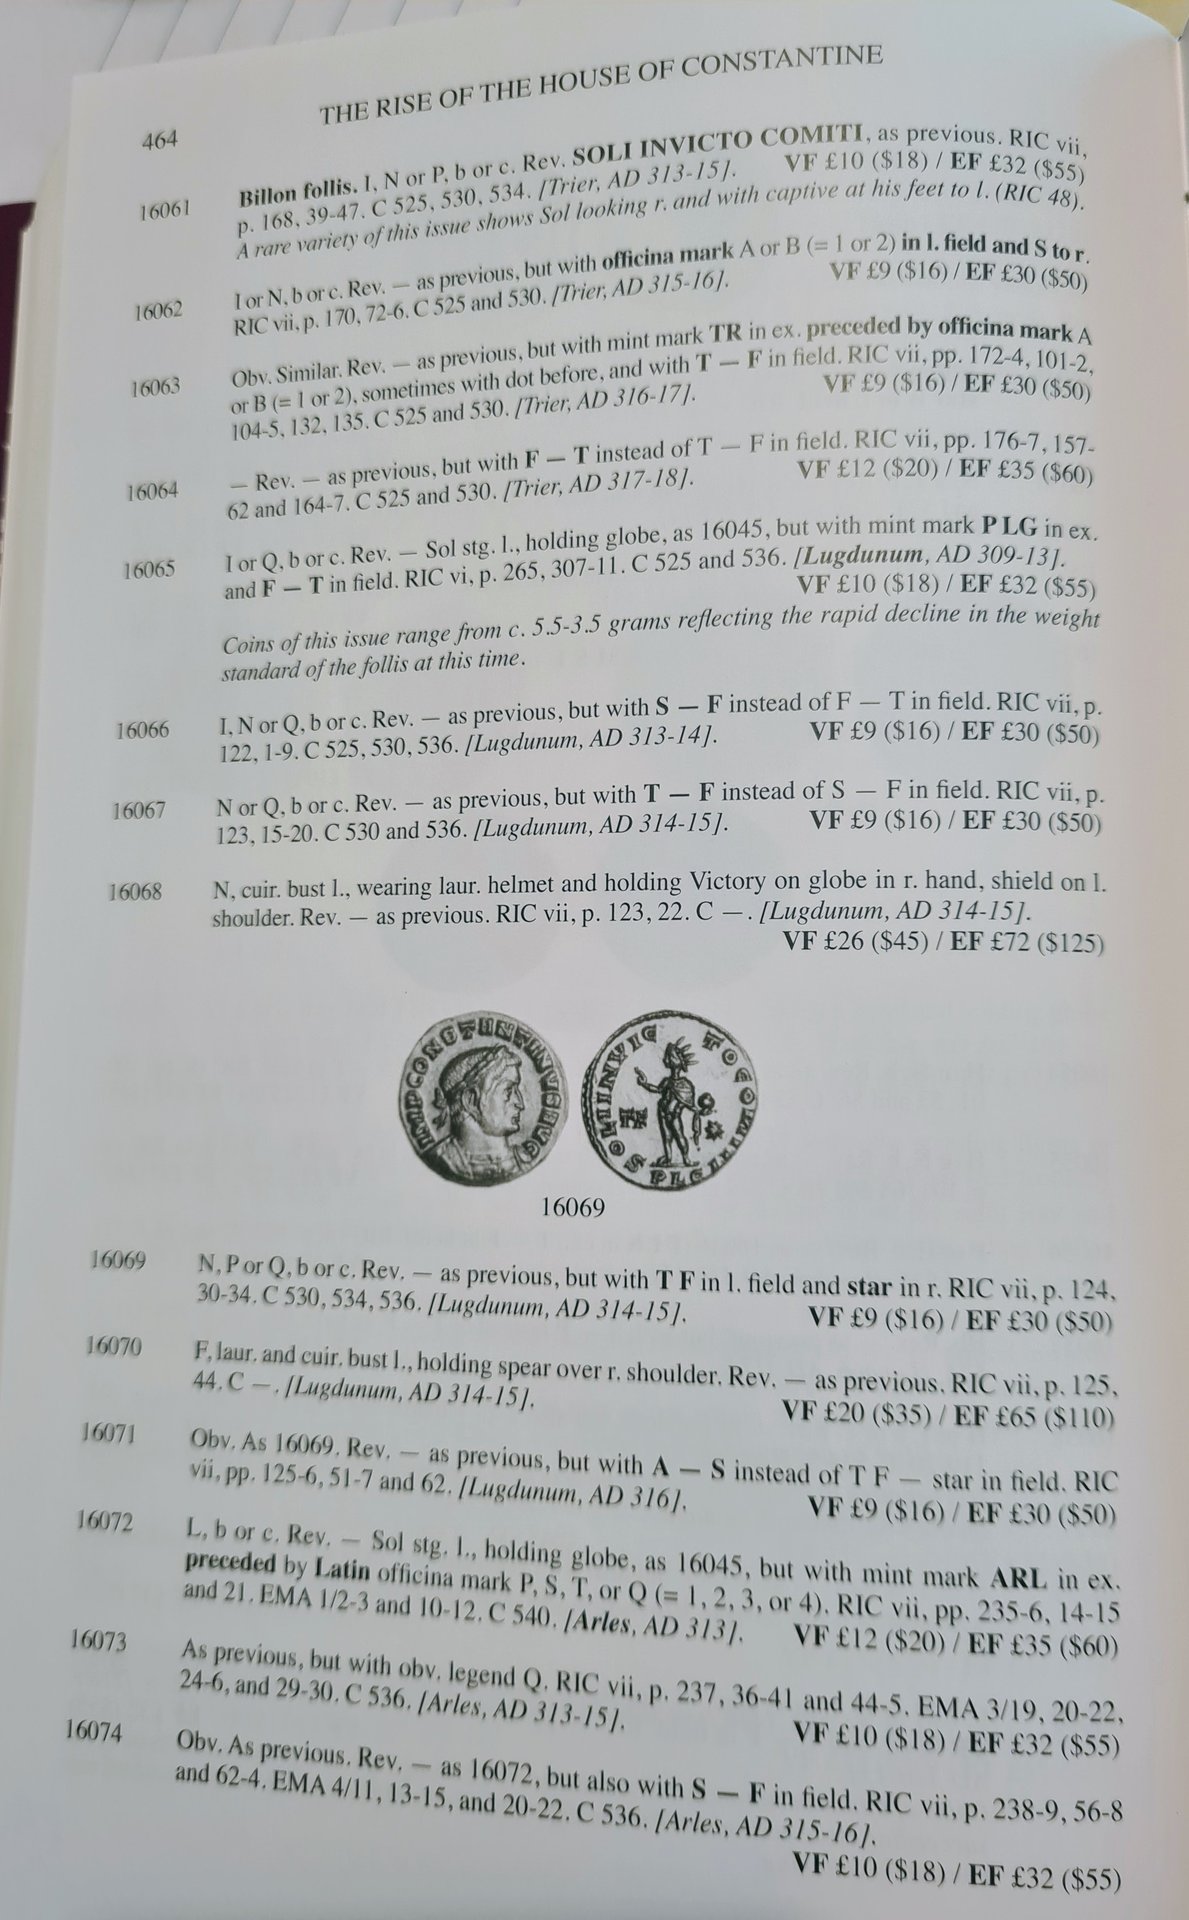 THE RISE OF THE HOUSE OF CONSTANTINE
464
16061 Billon follis. I, N or P, b or c. Rev. SOLI INVICTO COMITI, as previous. RIC vii,
p. 168, 39-47. C 525, 530, 534. [Trier, AD 313-15]. VF £10 ($18) / EF £32 ($55)
A rare variety of this issue shows Sol looking r. and with captive at his feet to l. (RIC 48).
16062 I or N, b or c. Rev. — as previous, but with officina mark A or B (= 1 or 2) in l. field and S to r.
RIC vii, p. 170, 72-6. C 525 and 530. [Trier, AD 315-16]. VF £9 ($16) / EF £30 ($50)
16063 Obv. Similar. Rev. — as previous, but with mint mark TR in ex. preceded by officina mark A
or B (= 1 or 2), sometimes with dot before, and with T — F in field. RIC vii, pp. 172-4, 101-2,
104-5, 132, 135. C 525 and 530. [Trier, AD 316-17]. VF £9 ($16) / EF £30 ($50)
16064 — Rev. — as previous, but with F — T instead of T — F in field. RIC vii, pp. 176-7, 157-
62 and 164-7. C 525 and 530. [Trier, AD 317-18]. VF £12 ($20) / EF £35 ($60)
16065 I or Q, b or c. Rev. — Sol stg. l., holding globe, as 16045, but with mint mark PLG in ex.
and F — T in field. RIC vi, p. 265, 307-11. C 525 and 536. [Lugdunum, AD 309-13].
VF £10 ($18) / EF £32 ($55)
Coins of this issue range from c. 5.5-3.5 grams reflecting the rapid decline in the weight
standard of the follis at this time.
16066 I, N or Q, b or c. Rev. — as previous, but with S — F instead of F — T in field. RIC vii, p.
122, 1-9. C 525, 530, 536. [Lugdunum, AD 313-14]. VF £9 ($16) / EF £30 ($50)
16067 N or Q, b or c. Rev. — as previous, but with T — F instead of S — F in field. RIC vii, p.
123, 15-20. C 530 and 536. [Lugdunum, AD 314-15]. VF £9 ($16) / EF £30 ($50)
16068 N, cuir. bust l., wearing laur. helmet and holding Victory on globe in r. hand, shield on l.
shoulder. Rev. — as previous. RIC vii, p. 123, 22. C — . [Lugdunum, AD 314-15].
VF £26 ($45) / EF £72 ($125)
IMP CONSTANTINVS AVG
SOLI INVICTO COMITI
T F
PLG
16069
16069 N, P or Q, b or c. Rev. — as previous, but with T F in l. field and star in r. RIC vii, p. 124,
30-34. C 530, 534, 536. [Lugdunum, AD 314-15]. VF £9 ($16) / EF £30 ($50)
16070 F, laur. and cuir. bust l., holding spear over r. shoulder. Rev. — as previous. RIC vii, p. 125,
44. C — . [Lugdunum, AD 314-15]. VF £20 ($35) / EF £65 ($110)
16071 Obv. As 16069. Rev. — as previous, but with A — S instead of T F — star in field. RIC
vii, pp. 125-6, 51-7 and 62. [Lugdunum, AD 316]. VF £9 ($16) / EF £30 ($50)
16072 L, b or c. Rev. — Sol stg. l., holding globe, as 16045, but with mint mark ARL in ex.
preceded by Latin officina mark P, S, T, or Q (= 1, 2, 3, or 4). RIC vii, pp. 235-6, 14-15
and 21. EMA 1/2-3 and 10-12. C 540. [Arles, AD 313]. VF £12 ($20) / EF £35 ($60)
16073 As previous, but with obv. legend Q. RIC vii, p. 237, 36-41 and 44-5. EMA 3/19, 20-22,
24-6, and 29-30. C 536. [Arles, AD 313-15]. VF £10 ($18) / EF £32 ($55)
16074 Obv. As previous. Rev. — as 16072, but also with S — F in field. RIC vii, p. 238-9, 56-8
and 62-4. EMA 4/11, 13-15, and 20-22. C 536. [Arles, AD 315-16].
VF £10 ($18) / EF £32 ($55)